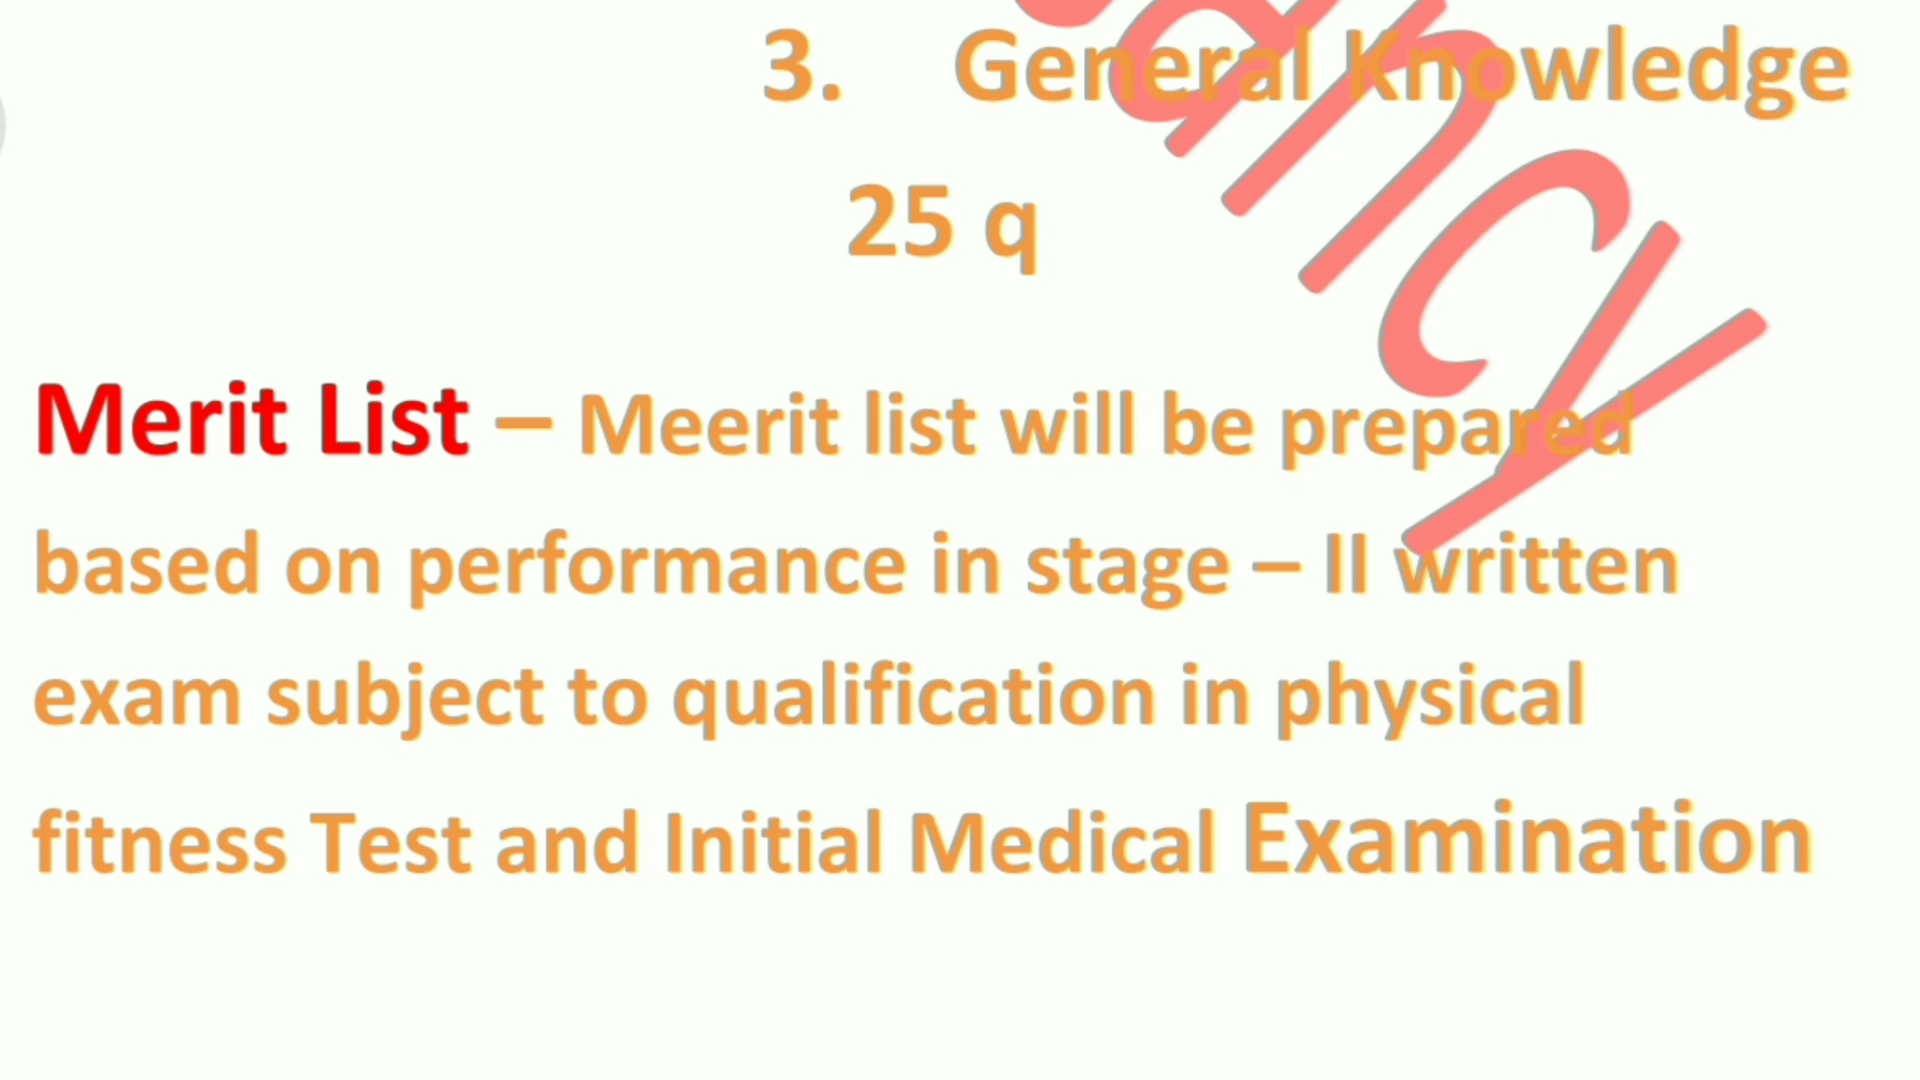 3. General Knowledge
25 q
Merit List – Meerit list will be prepared
based on performance in stage – II written
exam subject to qualification in physical
fitness Test and Initial Medical Examination
ancy